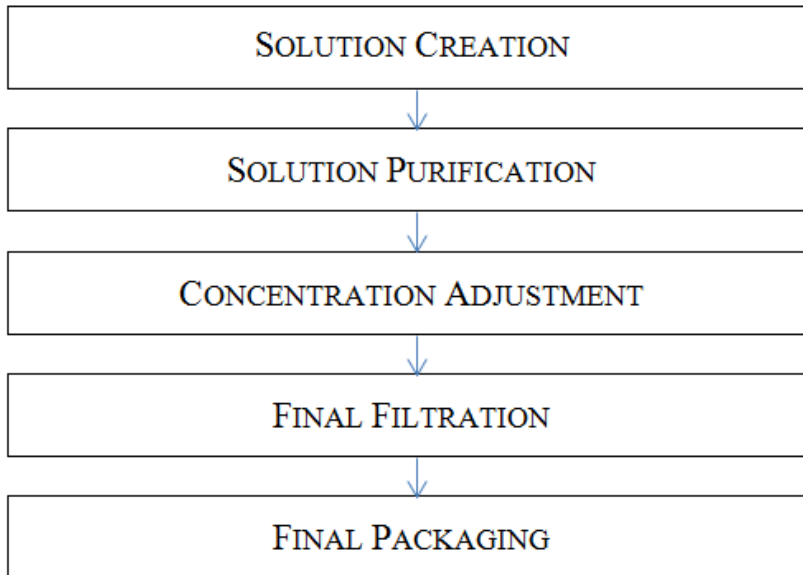 SOLUTION CREATION
SOLUTION PURIFICATION
CONCENTRATION ADJUSTMENT
FINAL FILTRATION
FINAL PACKAGING